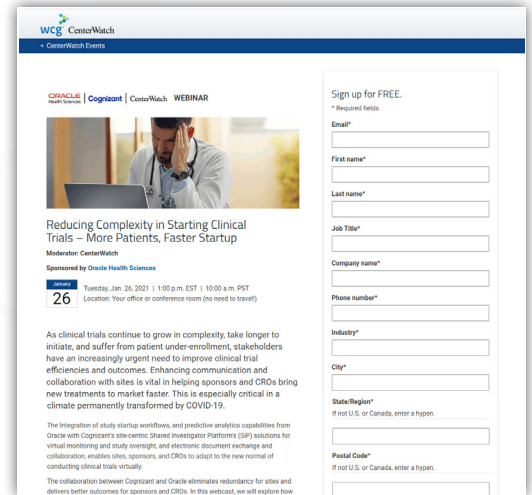 wcg CenterWatch
< CenterWatch Events
ORACLE Health Sciences | Cognizant | CenterWatch WEBINAR
Reducing Complexity in Starting Clinical
Trials – More Patients, Faster Startup
Moderator: CenterWatch
Sponsored by Oracle Health Sciences
January
26
Tuesday, Jan. 26, 2021 | 1:00 p.m. EST | 10:00 a.m. PST
Location: Your office or conference room (no need to travel!)
As clinical trials continue to grow in complexity, take longer to
initiate, and suffer from patient under-enrollment, stakeholders
have an increasingly urgent need to improve clinical trial
efficiencies and outcomes. Enhancing communication and
collaboration with sites is vital in helping sponsors and CROs bring
new treatments to market faster. This is especially critical in a
climate permanently transformed by COVID-19.
The Integration of study startup workflows, and predictive analytics capabilities from
Oracle with Cognizant's site-centric Shared Investigator Platform's (SIP) solutions for
virtual monitoring and study oversight, and electronic document exchange and
collaboration, enables sites, sponsors, and CROs to adapt to the new normal of
conducting clinical trials virtually.
The collaboration between Cognizant and Oracle eliminates redundancy for sites and
delivers better outcomes for sponsors and CROs. In this webcast, we will explore how
Sign up for FREE.
* Required fields
Email*
First name*
Last name*
Job Title*
Company name*
Phone number*
Industry*
City*
State/Region*
If not U.S. or Canada, enter a hypen.
Postal Code*
If not U.S. or Canada, enter a hypen.